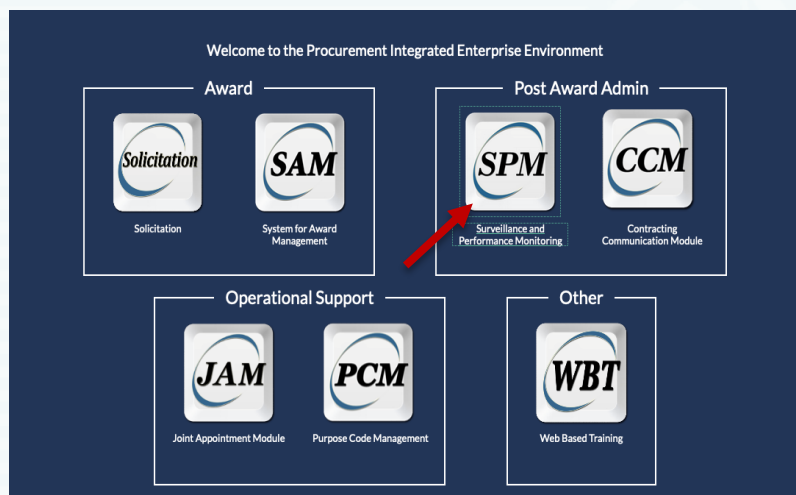 Welcome to the Procurement Integrated Enterprise Environment
Award
Solicitation
Solicitation
SAM
System for Award
Management
Post Award Admin
SPM
Surveillance and
Performance Monitoring
CCM
Contracting
Communication Module
Operational Support
JAM
Joint Appointment Module
PCM
Purpose Code Management
Other
WBT
Web Based Training